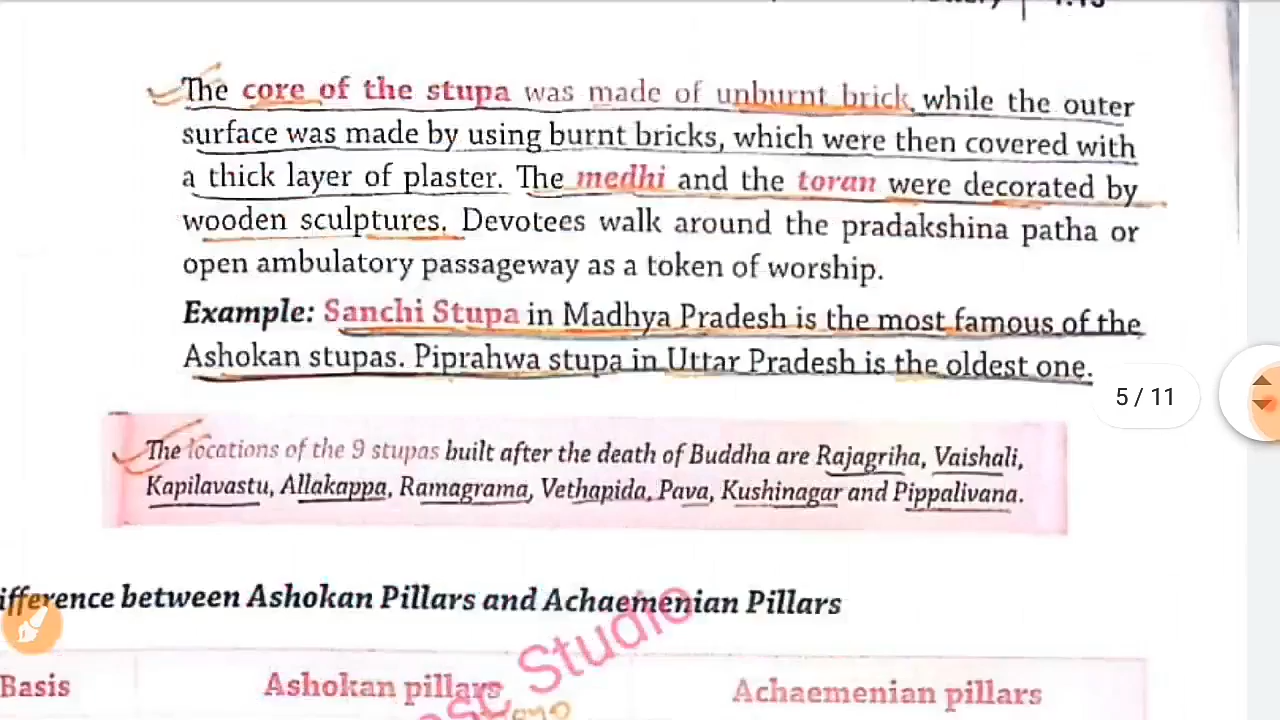 The core of the stupa was made of unburnt brick, while the outer
surface was made by using burnt bricks, which were then covered with
a thick layer of plaster. The medhi and the toran were decorated by
wooden sculptures. Devotees walk around the pradakshina patha or
open ambulatory passageway as a token of worship.
Example: Sanchi Stupa in Madhya Pradesh is the most famous of the
Ashokan stupas. Piprahwa stupa in Uttar Pradesh is the oldest one.
5 / 11
The locations of the 9 stupas built after the death of Buddha are Rajagriha, Vaishali,
Kapilavastu, Allakappa, Ramagrama, Vethapida, Pava, Kushinagar and Pippalivana.
ifference between Ashokan Pillars and Achaemenian Pillars
Studio
Basis Ashokan pillars Achaemenian pillars